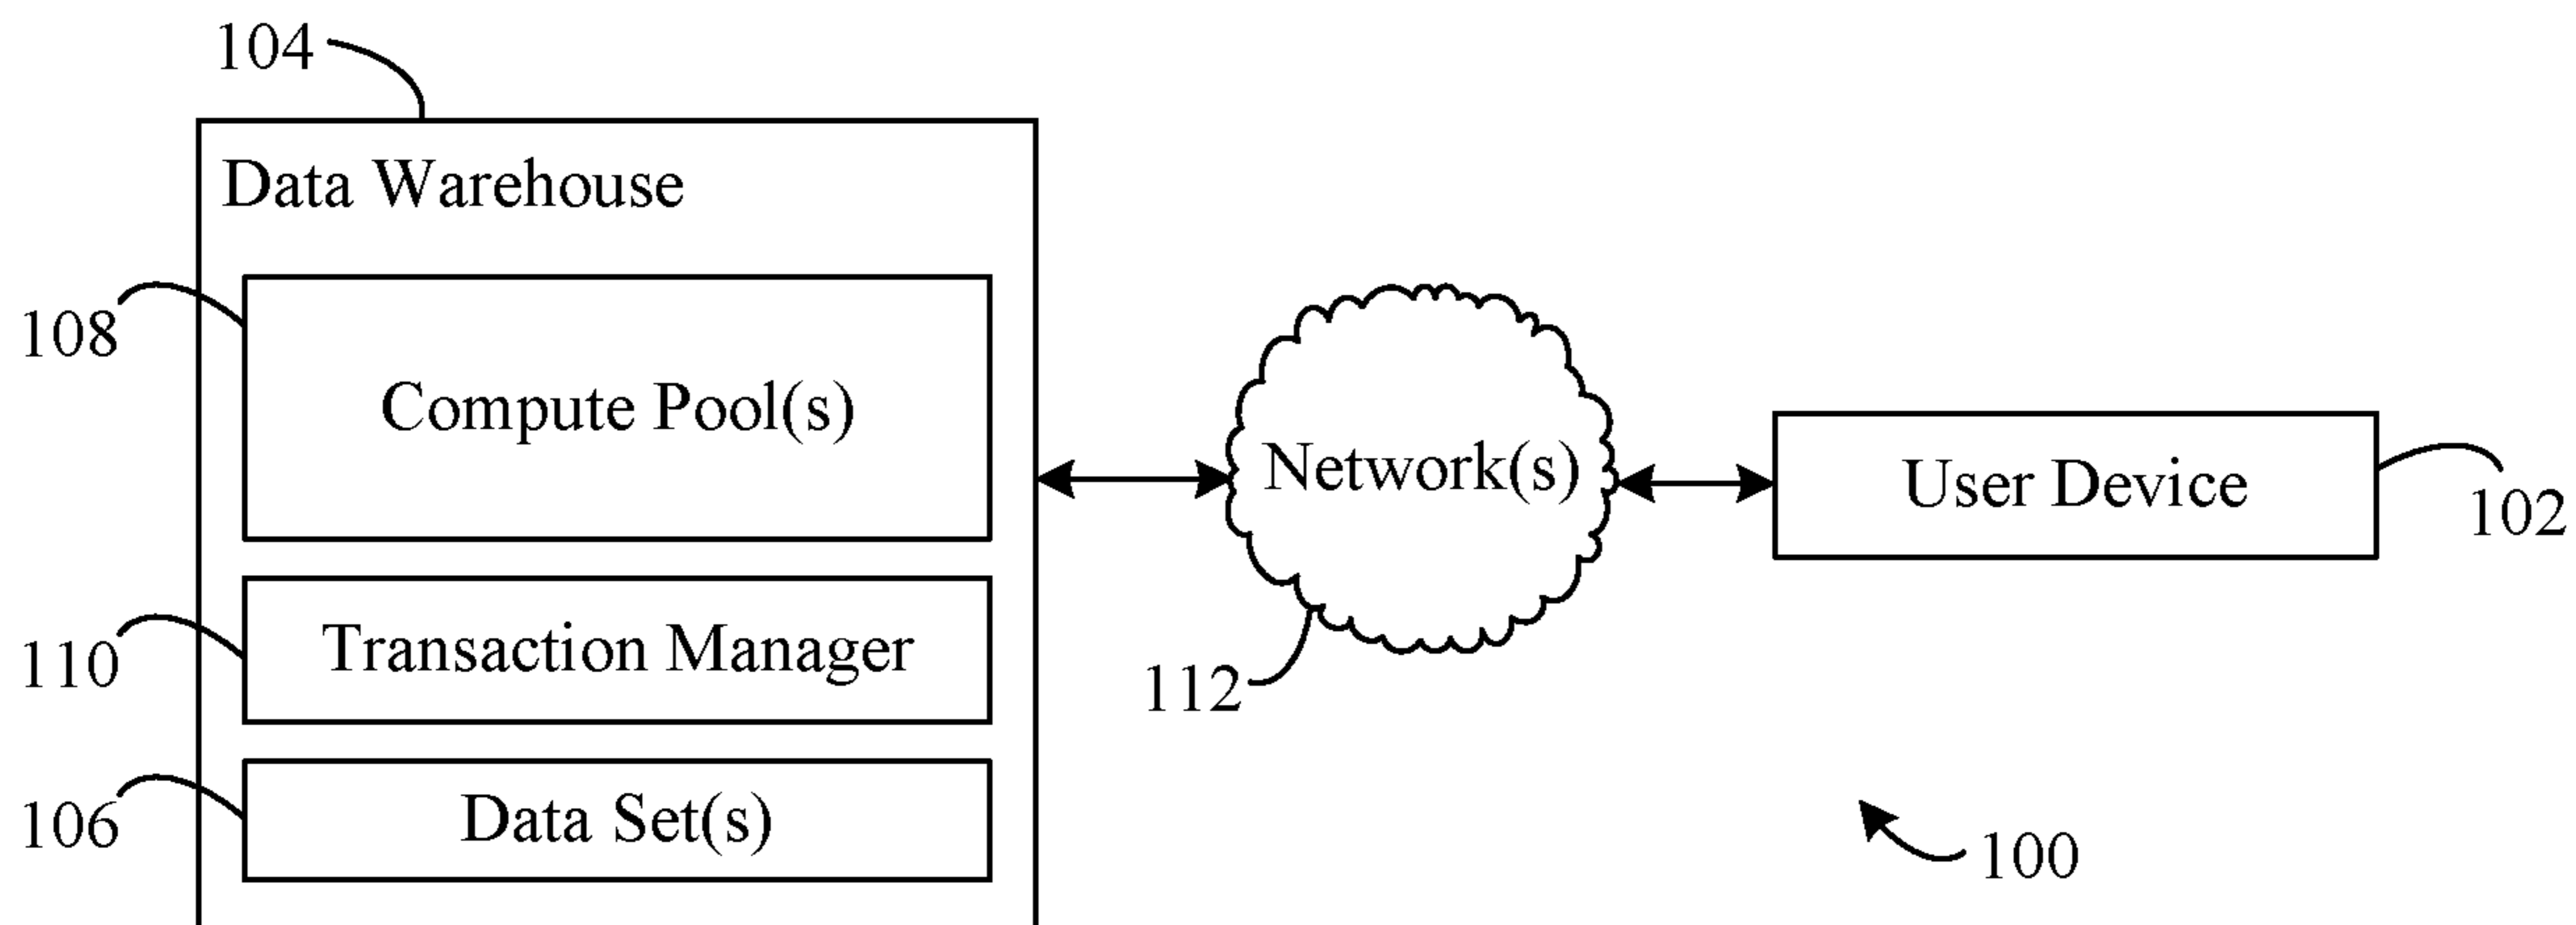 104
Data Warehouse
108
Compute Pool(s)
Network(s)
User Device
102
110
Transaction Manager
112
106
Data Set(s)
100